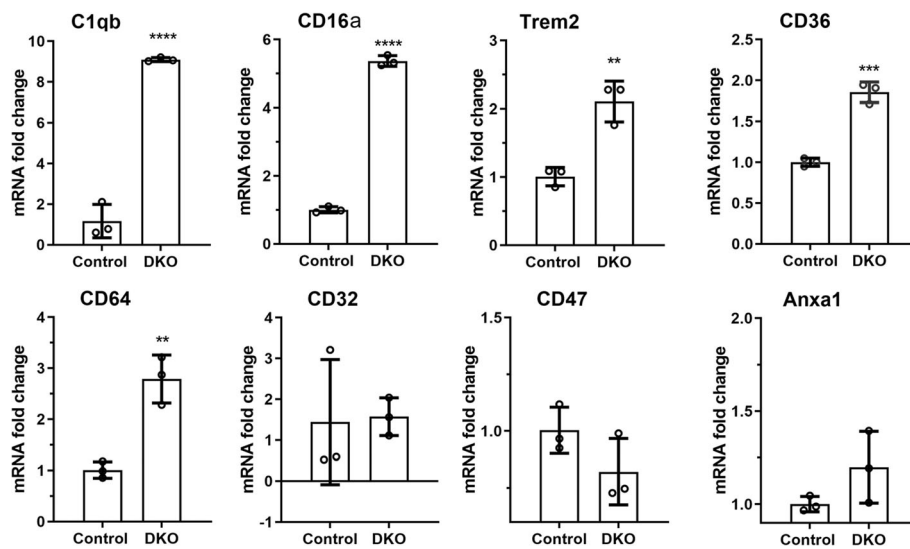 C1qb
CD16a
Trem2
CD36
mRNA fold change
10
8
6
4
2
0
****
Control
DKO
mRNA fold change
6
4
2
0
****
Control
DKO
mRNA fold change
3
2
1
0
**
Control
DKO
mRNA fold change
2.5
2.0
1.5
1.0
0.5
0.0
***
Control
DKO
CD64
CD32
CD47
Anxa1
mRNA fold change
4
3
2
1
0
**
Control
DKO
mRNA fold change
4
3
2
1
0
-1
Control
DKO
mRNA fold change
1.5
1.0
Control
DKO
mRNA fold change
2.0
1.5
1.0
Control
DKO